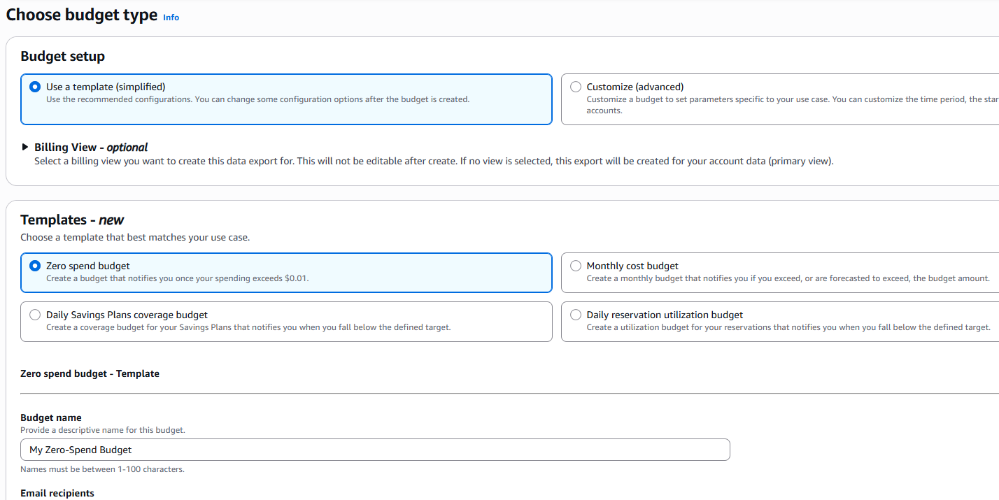 Choose budget type Info
Budget setup
Use a template (simplified)
Use the recommended configurations. You can change some configuration options after the budget is created.
Customize (advanced)
Customize a budget to set parameters specific to your use case. You can customize the time period, the star
accounts.
Billing View - optional
Select a billing view you want to create this data export for. This will not be editable after create. If no view is selected, this export will be created for your account data (primary view).
Templates - new
Choose a template that best matches your use case.
Zero spend budget
Create a budget that notifies you once your spending exceeds $0.01.
Monthly cost budget
Create a monthly budget that notifies you if you exceed, or are forecasted to exceed, the budget amount.
Daily Savings Plans coverage budget
Create a coverage budget for your Savings Plans that notifies you when you fall below the defined target.
Daily reservation utilization budget
Create a utilization budget for your reservations that notifies you when you fall below the defined target.
Zero spend budget - Template
Budget name
Provide a descriptive name for this budget.
My Zero-Spend Budget
Names must be between 1-100 characters.
Email recipients